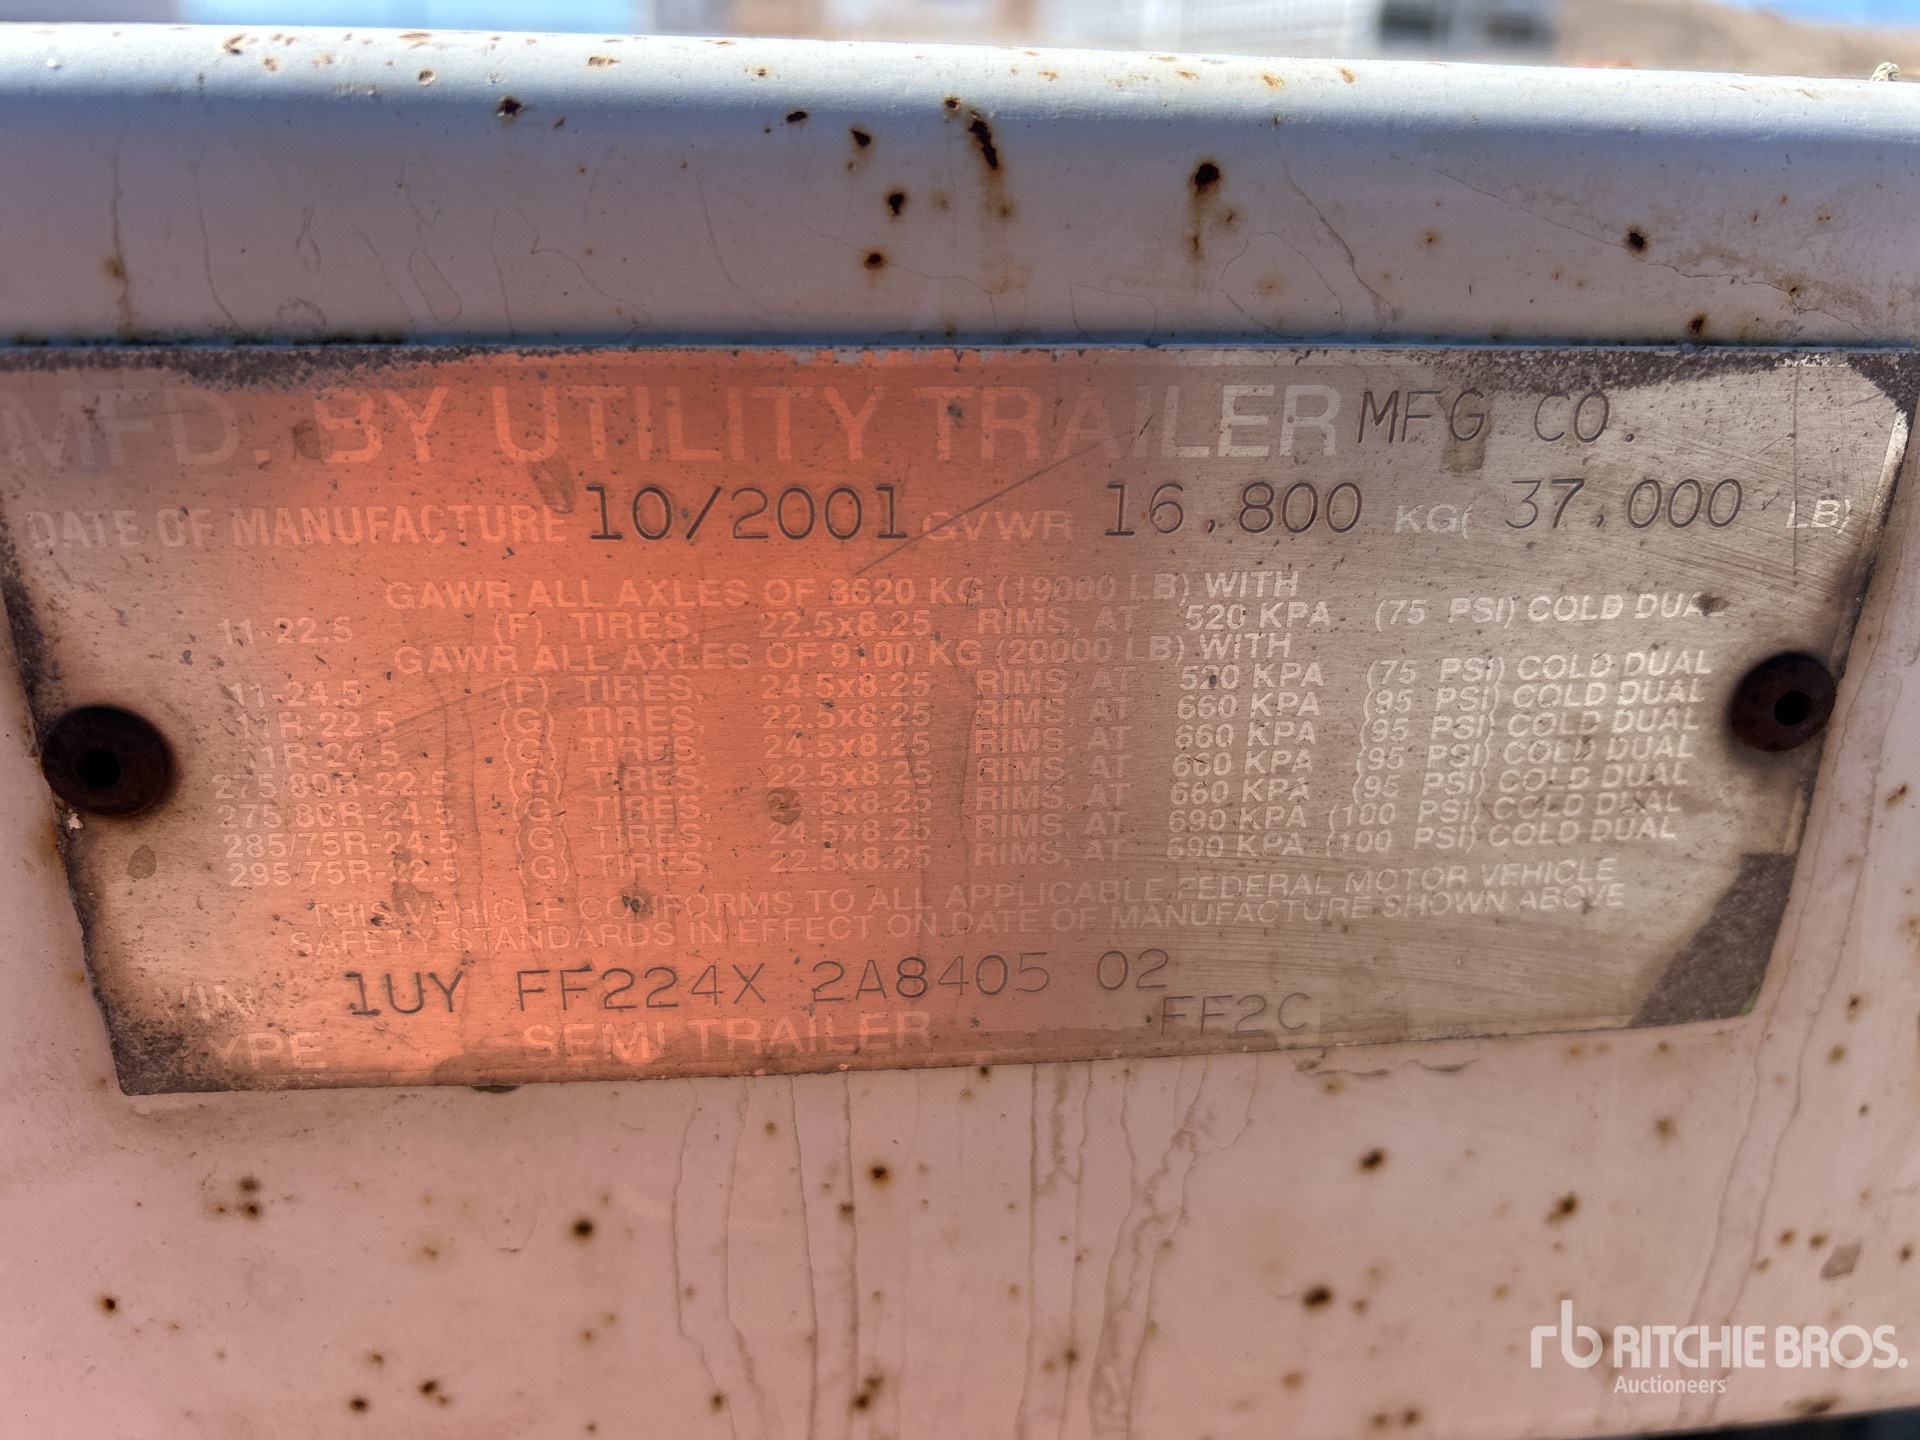 MFD. BY UTILITY TRAILER MFG. CO.
DATE OF MANUFACTURE 10/2001 GVWR 16,800 KG( 37,000 LB)
GAWR ALL AXLES OF 8620 KG (19000 LB) WITH
11-22.5 (F) TIRES, 22.5x8.25 RIMS, AT 520 KPA (75 PSI) COLD DUAL
GAWR ALL AXLES OF 9100 KG (20000 LB) WITH
11-24.5 (F) TIRES, 24.5x8.25 RIMS, AT 520 KPA (75 PSI) COLD DUAL
11R-22.5 (G) TIRES, 22.5x8.25 RIMS, AT 660 KPA (95 PSI) COLD DUAL
11R-24.5 (G) TIRES, 24.5x8.25 RIMS, AT 660 KPA (95 PSI) COLD DUAL
275/80R-22.5 (G) TIRES, 22.5x8.25 RIMS, AT 660 KPA (95 PSI) COLD DUAL
275/80R-24.5 (G) TIRES, 24.5x8.25 RIMS, AT 660 KPA (95 PSI) COLD DUAL
285/75R-24.5 (G) TIRES, 24.5x8.25 RIMS, AT 690 KPA (100 PSI) COLD DUAL
295/75R-22.5 (G) TIRES, 22.5x8.25 RIMS, AT 690 KPA (100 PSI) COLD DUAL
THIS VEHICLE CONFORMS TO ALL APPLICABLE FEDERAL MOTOR VEHICLE
SAFETY STANDARDS IN EFFECT ON DATE OF MANUFACTURE SHOWN ABOVE
VIN 1UY FF224X 2A8405 02
TYPE SEMI TRAILER FF2C
rb RITCHIE BROS.
Auctioneers